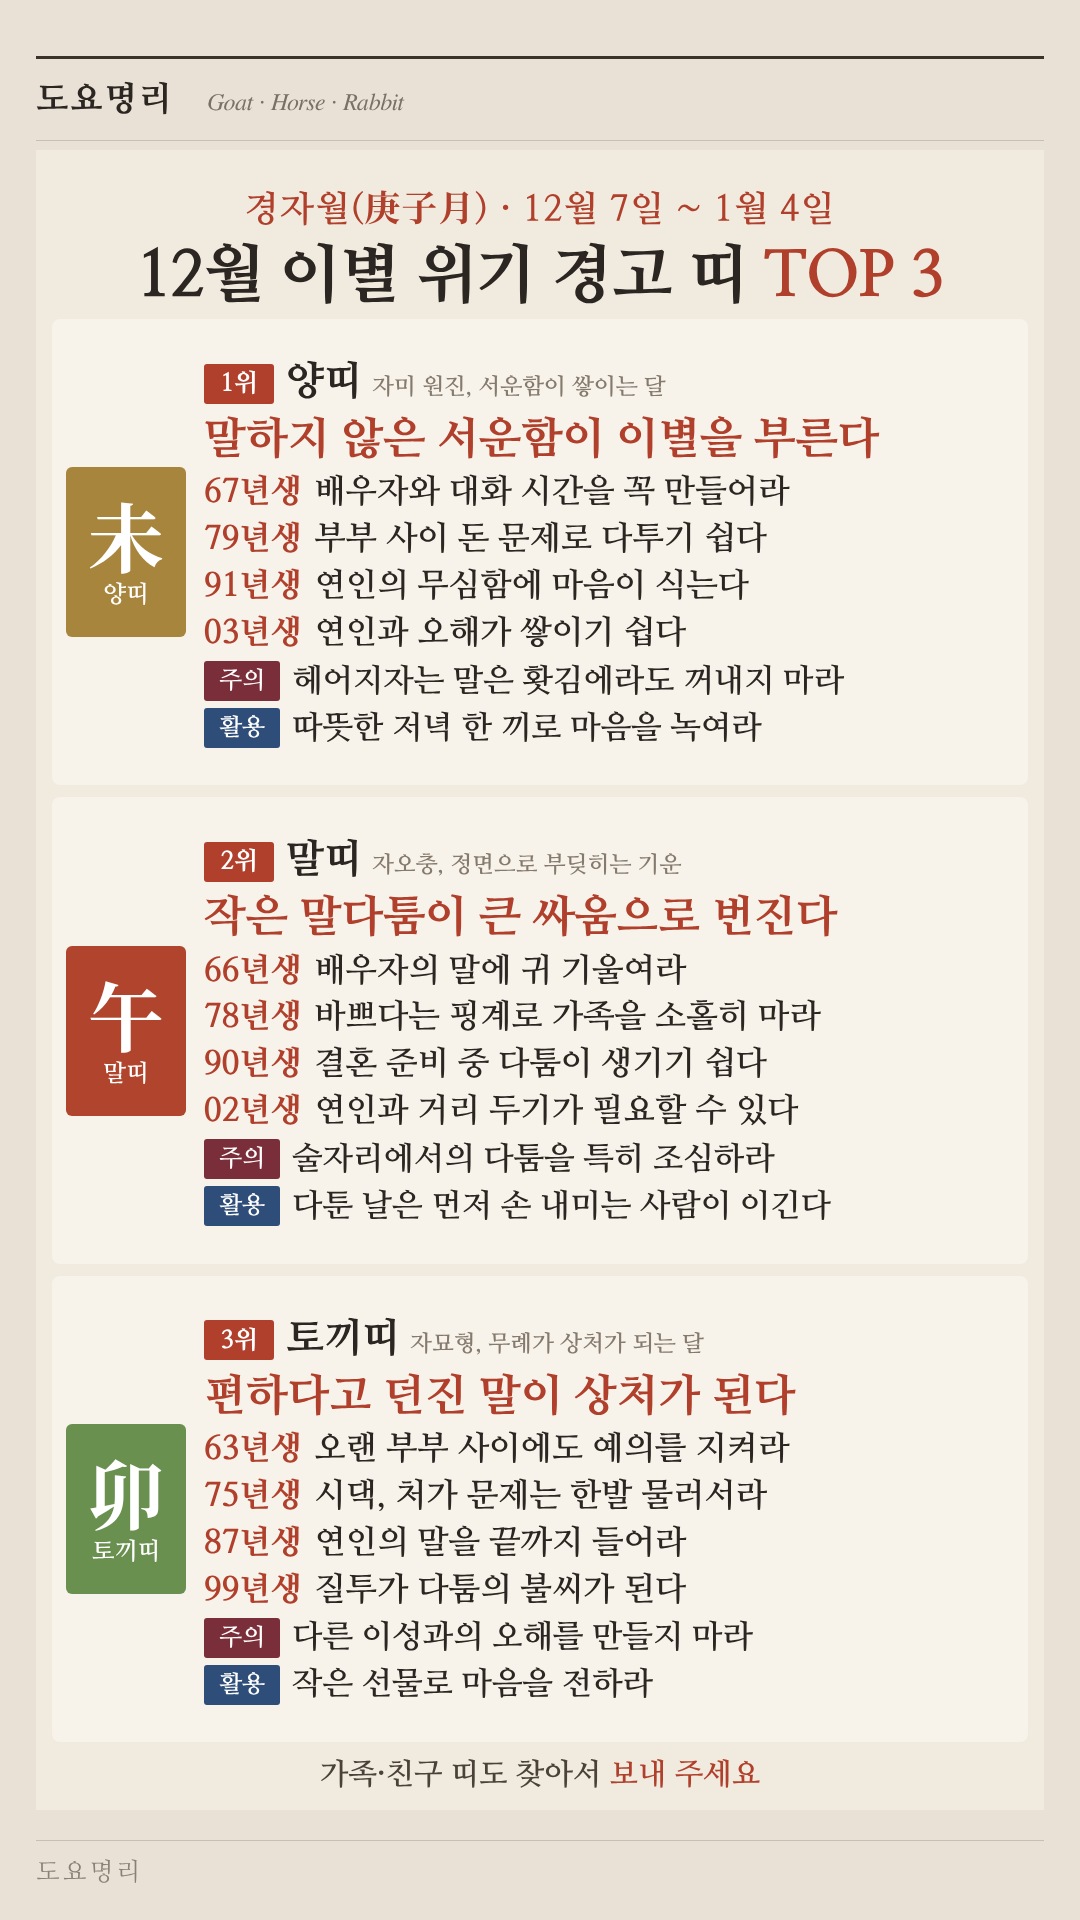 도요명리 Goat · Horse · Rabbit
경자월(庚子月) · 12월 7일 ~ 1월 4일
12월 이별 위기 경고 띠 TOP 3
未
양띠
1위 양띠 자미 원진, 서운함이 쌓이는 달
말하지 않은 서운함이 이별을 부른다
67년생 배우자와 대화 시간을 꼭 만들어라
79년생 부부 사이 돈 문제로 다투기 쉽다
91년생 연인의 무심함에 마음이 식는다
03년생 연인과 오해가 쌓이기 쉽다
주의 헤어지자는 말은 홧김에라도 꺼내지 마라
활용 따뜻한 저녁 한 끼로 마음을 녹여라
午
말띠
2위 말띠 자오충, 정면으로 부딪히는 기운
작은 말다툼이 큰 싸움으로 번진다
66년생 배우자의 말에 귀 기울여라
78년생 바쁘다는 핑계로 가족을 소홀히 마라
90년생 결혼 준비 중 다툼이 생기기 쉽다
02년생 연인과 거리 두기가 필요할 수 있다
주의 술자리에서의 다툼을 특히 조심하라
활용 다툰 날은 먼저 손 내미는 사람이 이긴다
卯
토끼띠
3위 토끼띠 자묘형, 무례가 상처가 되는 달
편하다고 던진 말이 상처가 된다
63년생 오랜 부부 사이에도 예의를 지켜라
75년생 시댁, 처가 문제는 한발 물러서라
87년생 연인의 말을 끝까지 들어라
99년생 질투가 다툼의 불씨가 된다
주의 다른 이성과의 오해를 만들지 마라
활용 작은 선물로 마음을 전하라
가족·친구 띠도 찾아서 보내 주세요
도요명리